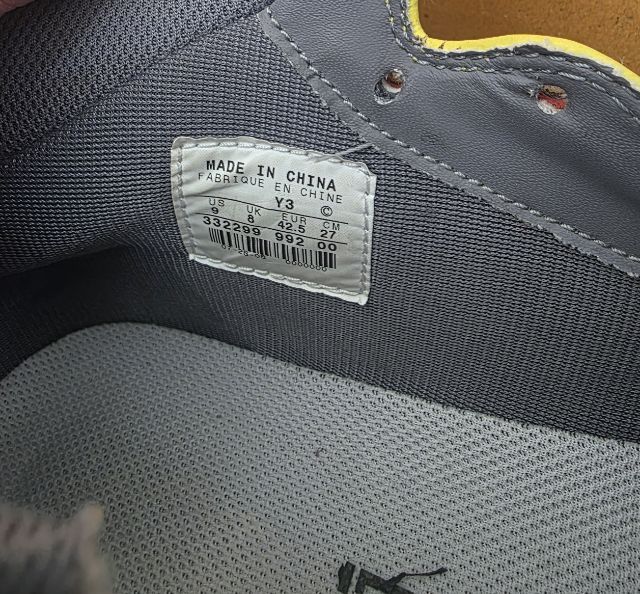 MADE IN CHINA
FABRIQUE EN CHINE
Y3 ©
US UK EUR CM
9 8 42.5 27
332299 992 00